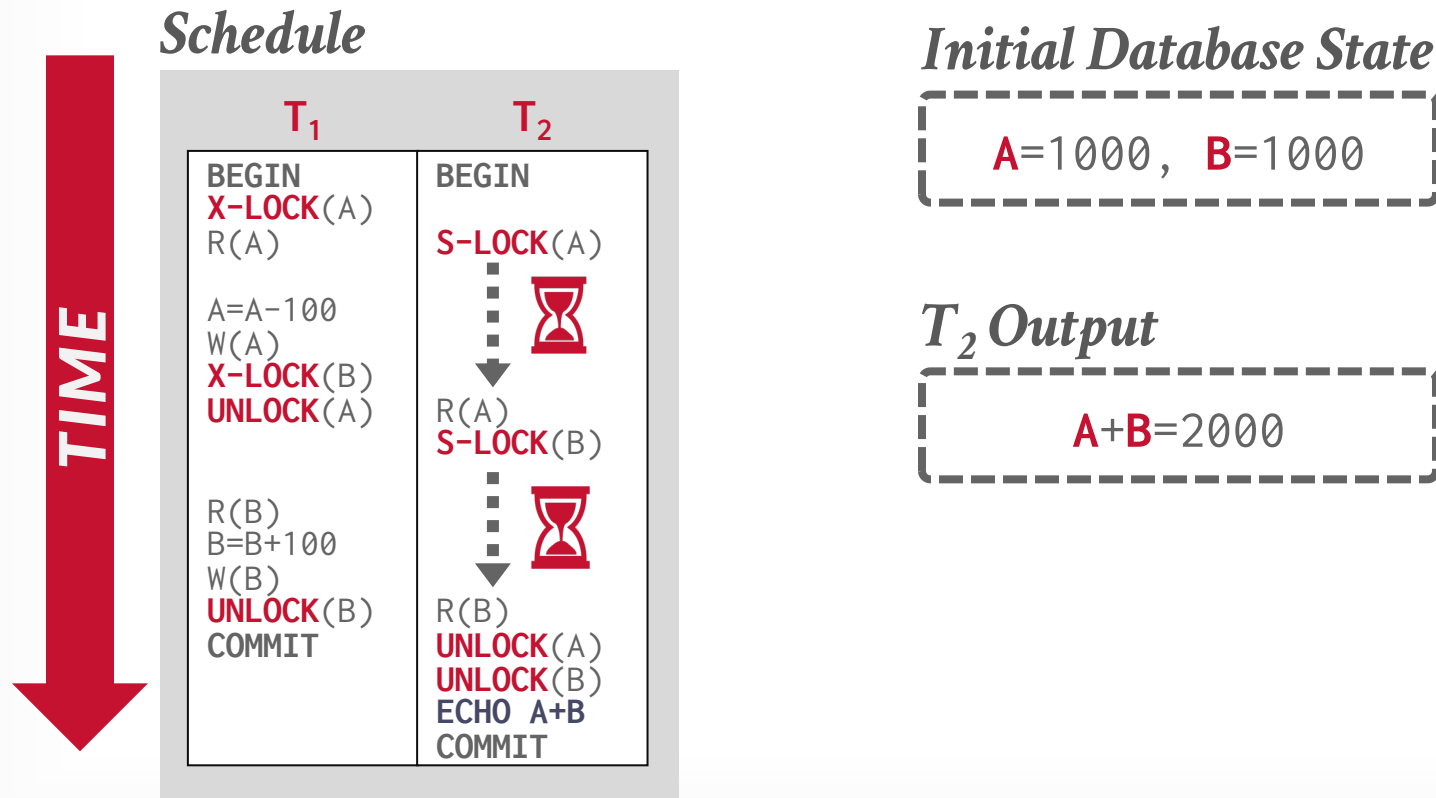 Schedule
TIME
T₁
BEGIN
X-LOCK(A)
R(A)
A=A-100
W(A)
X-LOCK(B)
UNLOCK(A)
R(B)
B=B+100
W(B)
UNLOCK(B)
COMMIT
T₂
BEGIN
S-LOCK(A)
R(A)
S-LOCK(B)
R(B)
UNLOCK(A)
UNLOCK(B)
ECHO A+B
COMMIT
Initial Database State
A=1000, B=1000
T₂ Output
A+B=2000